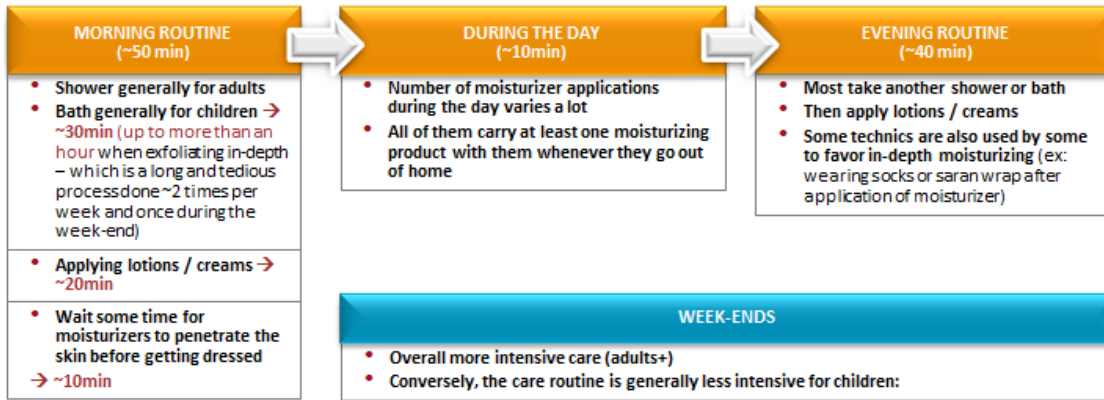 MORNING ROUTINE
(~50 min)
• Shower generally for adults
• Bath generally for children →
~30min (up to more than an
hour when exfoliating in-depth
– which is a long and tedious
process done ~2 times per
week and once during the
week-end)
• Applying lotions / creams →
~20min
• Wait some time for
moisturizers to penetrate the
skin before getting dressed
→ ~10min
DURING THE DAY
(~10min)
• Number of moisturizer applications
during the day varies a lot
• All of them carry at least one moisturizing
product with them whenever they go out
of home
EVENING ROUTINE
(~40 min)
• Most take another shower or bath
• Then apply lotions / creams
• Some technics are also used by some
to favor in-depth moisturizing (ex:
wearing socks or saran wrap after
application of moisturizer)
WEEK-ENDS
• Overall more intensive care (adults+)
• Conversely, the care routine is generally less intensive for children: